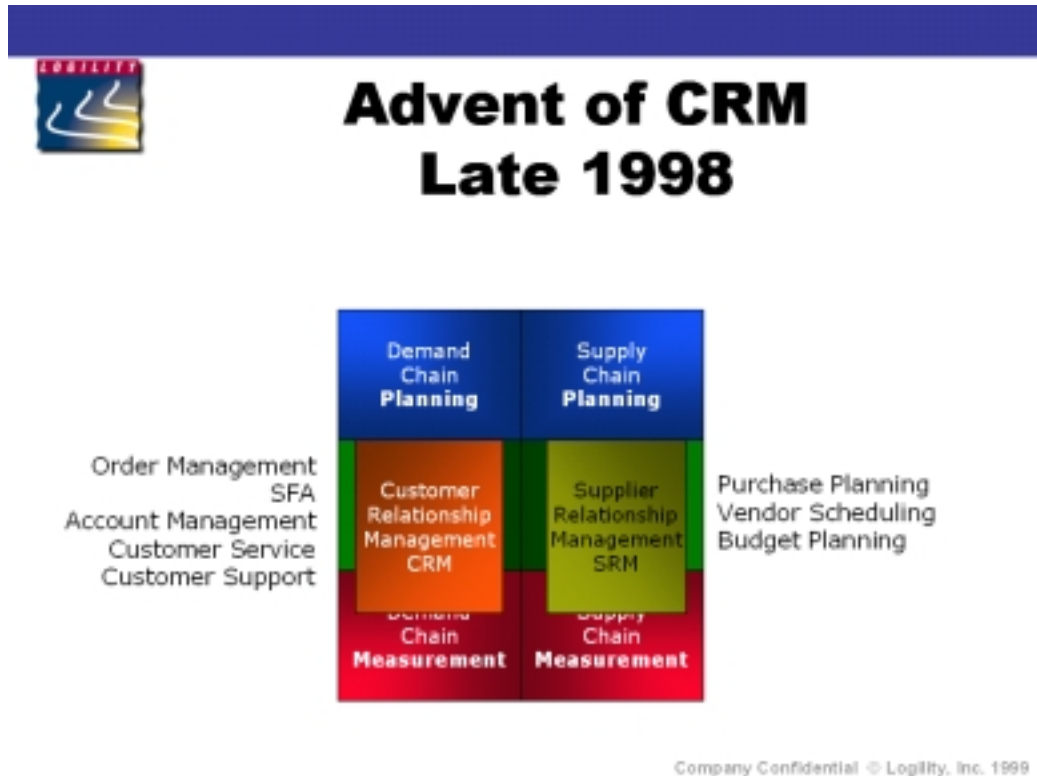 LOGILITY
Advent of CRM
Late 1998
Demand
Chain
Planning
Supply
Chain
Planning
Order Management
SFA
Account Management
Customer Service
Customer Support
Customer
Relationship
Management
CRM
Supplier
Relationship
Management
SRM
Purchase Planning
Vendor Scheduling
Budget Planning
Demand
Chain
Measurement
Supply
Chain
Measurement
Company Confidential © Logility, Inc. 1999